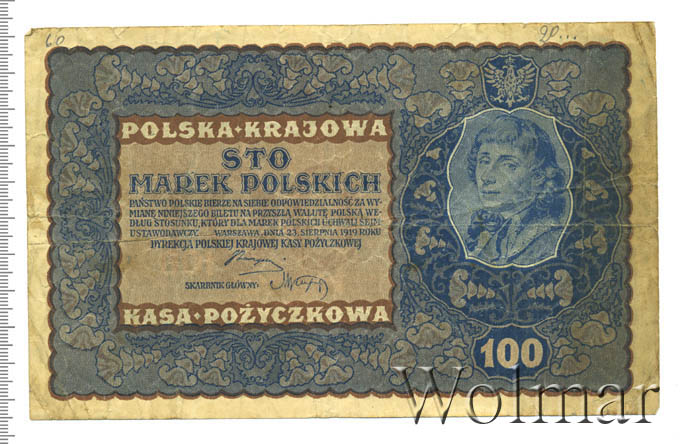 60
20...
POLSKA·KRAJOWA
STO
MAREK POLSKICH
PAŃSTWO POLSKIE BIERZE NA SIEBIE ODPOWIEDZIALNOŚĆ ZA WY-
MIANĘ NINIEJSZEGO BILETU NA PRZYSZŁĄ WALUTĘ POLSKĄ WE-
DŁUG STOSUNKU, KTÓRY DLA MAREK POLSKICH UCHWALI SEJM
USTAWODAWCZY. WARSZAWA, DNIA 23 SIERPNIA 1919 ROKU
DYREKCJA POLSKIEJ KRAJOWEJ KASY POŻYCZKOWEJ
SKARBNIK GŁÓWNY:
KASA·POŻYCZKOWA
100
Wolmar